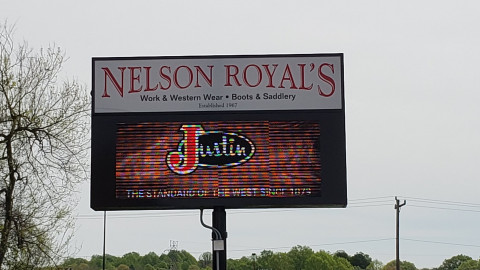 NELSON ROYAL'S
Work & Western Wear • Boots & Saddlery
Established 1967
Justin
THE STANDARD OF THE WEST SINCE 1879